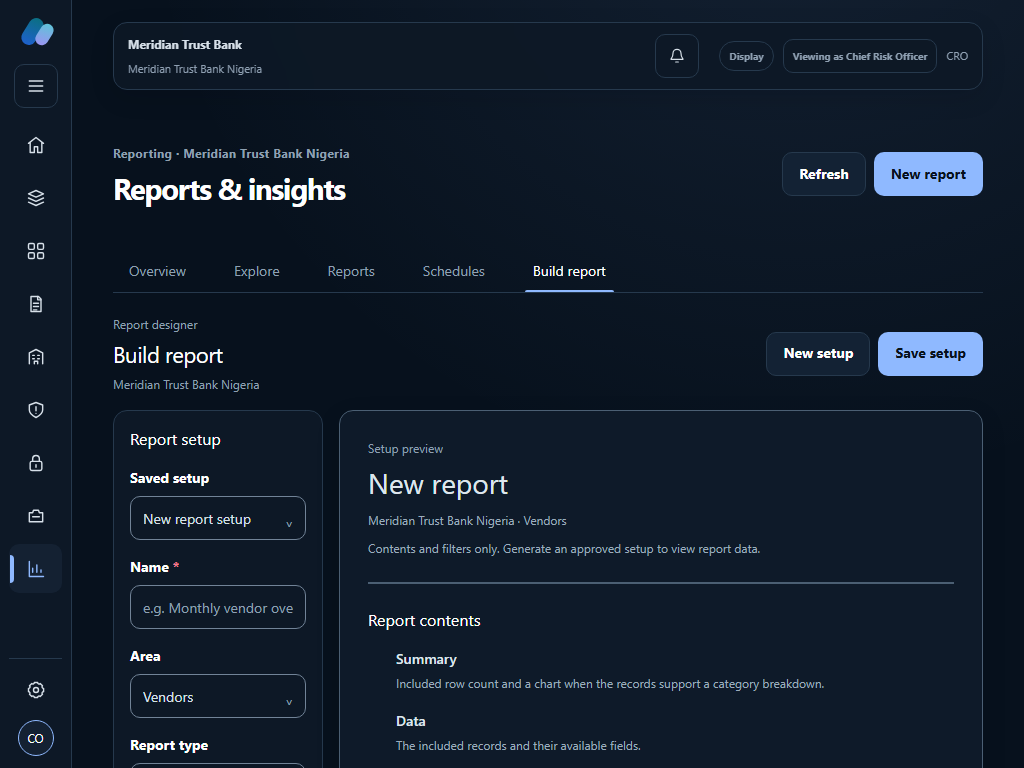 Meridian Trust Bank
Meridian Trust Bank Nigeria
Display
Viewing as Chief Risk Officer
CRO
Reporting · Meridian Trust Bank Nigeria
Reports & insights
Refresh
New report
Overview
Explore
Reports
Schedules
Build report
Report designer
Build report
Meridian Trust Bank Nigeria
New setup
Save setup
Report setup
Saved setup
New report setup
Name *
e.g. Monthly vendor ove
Area
Vendors
Report type
Setup preview
New report
Meridian Trust Bank Nigeria · Vendors
Contents and filters only. Generate an approved setup to view report data.
Report contents
Summary
Included row count and a chart when the records support a category breakdown.
Data
The included records and their available fields.
CO